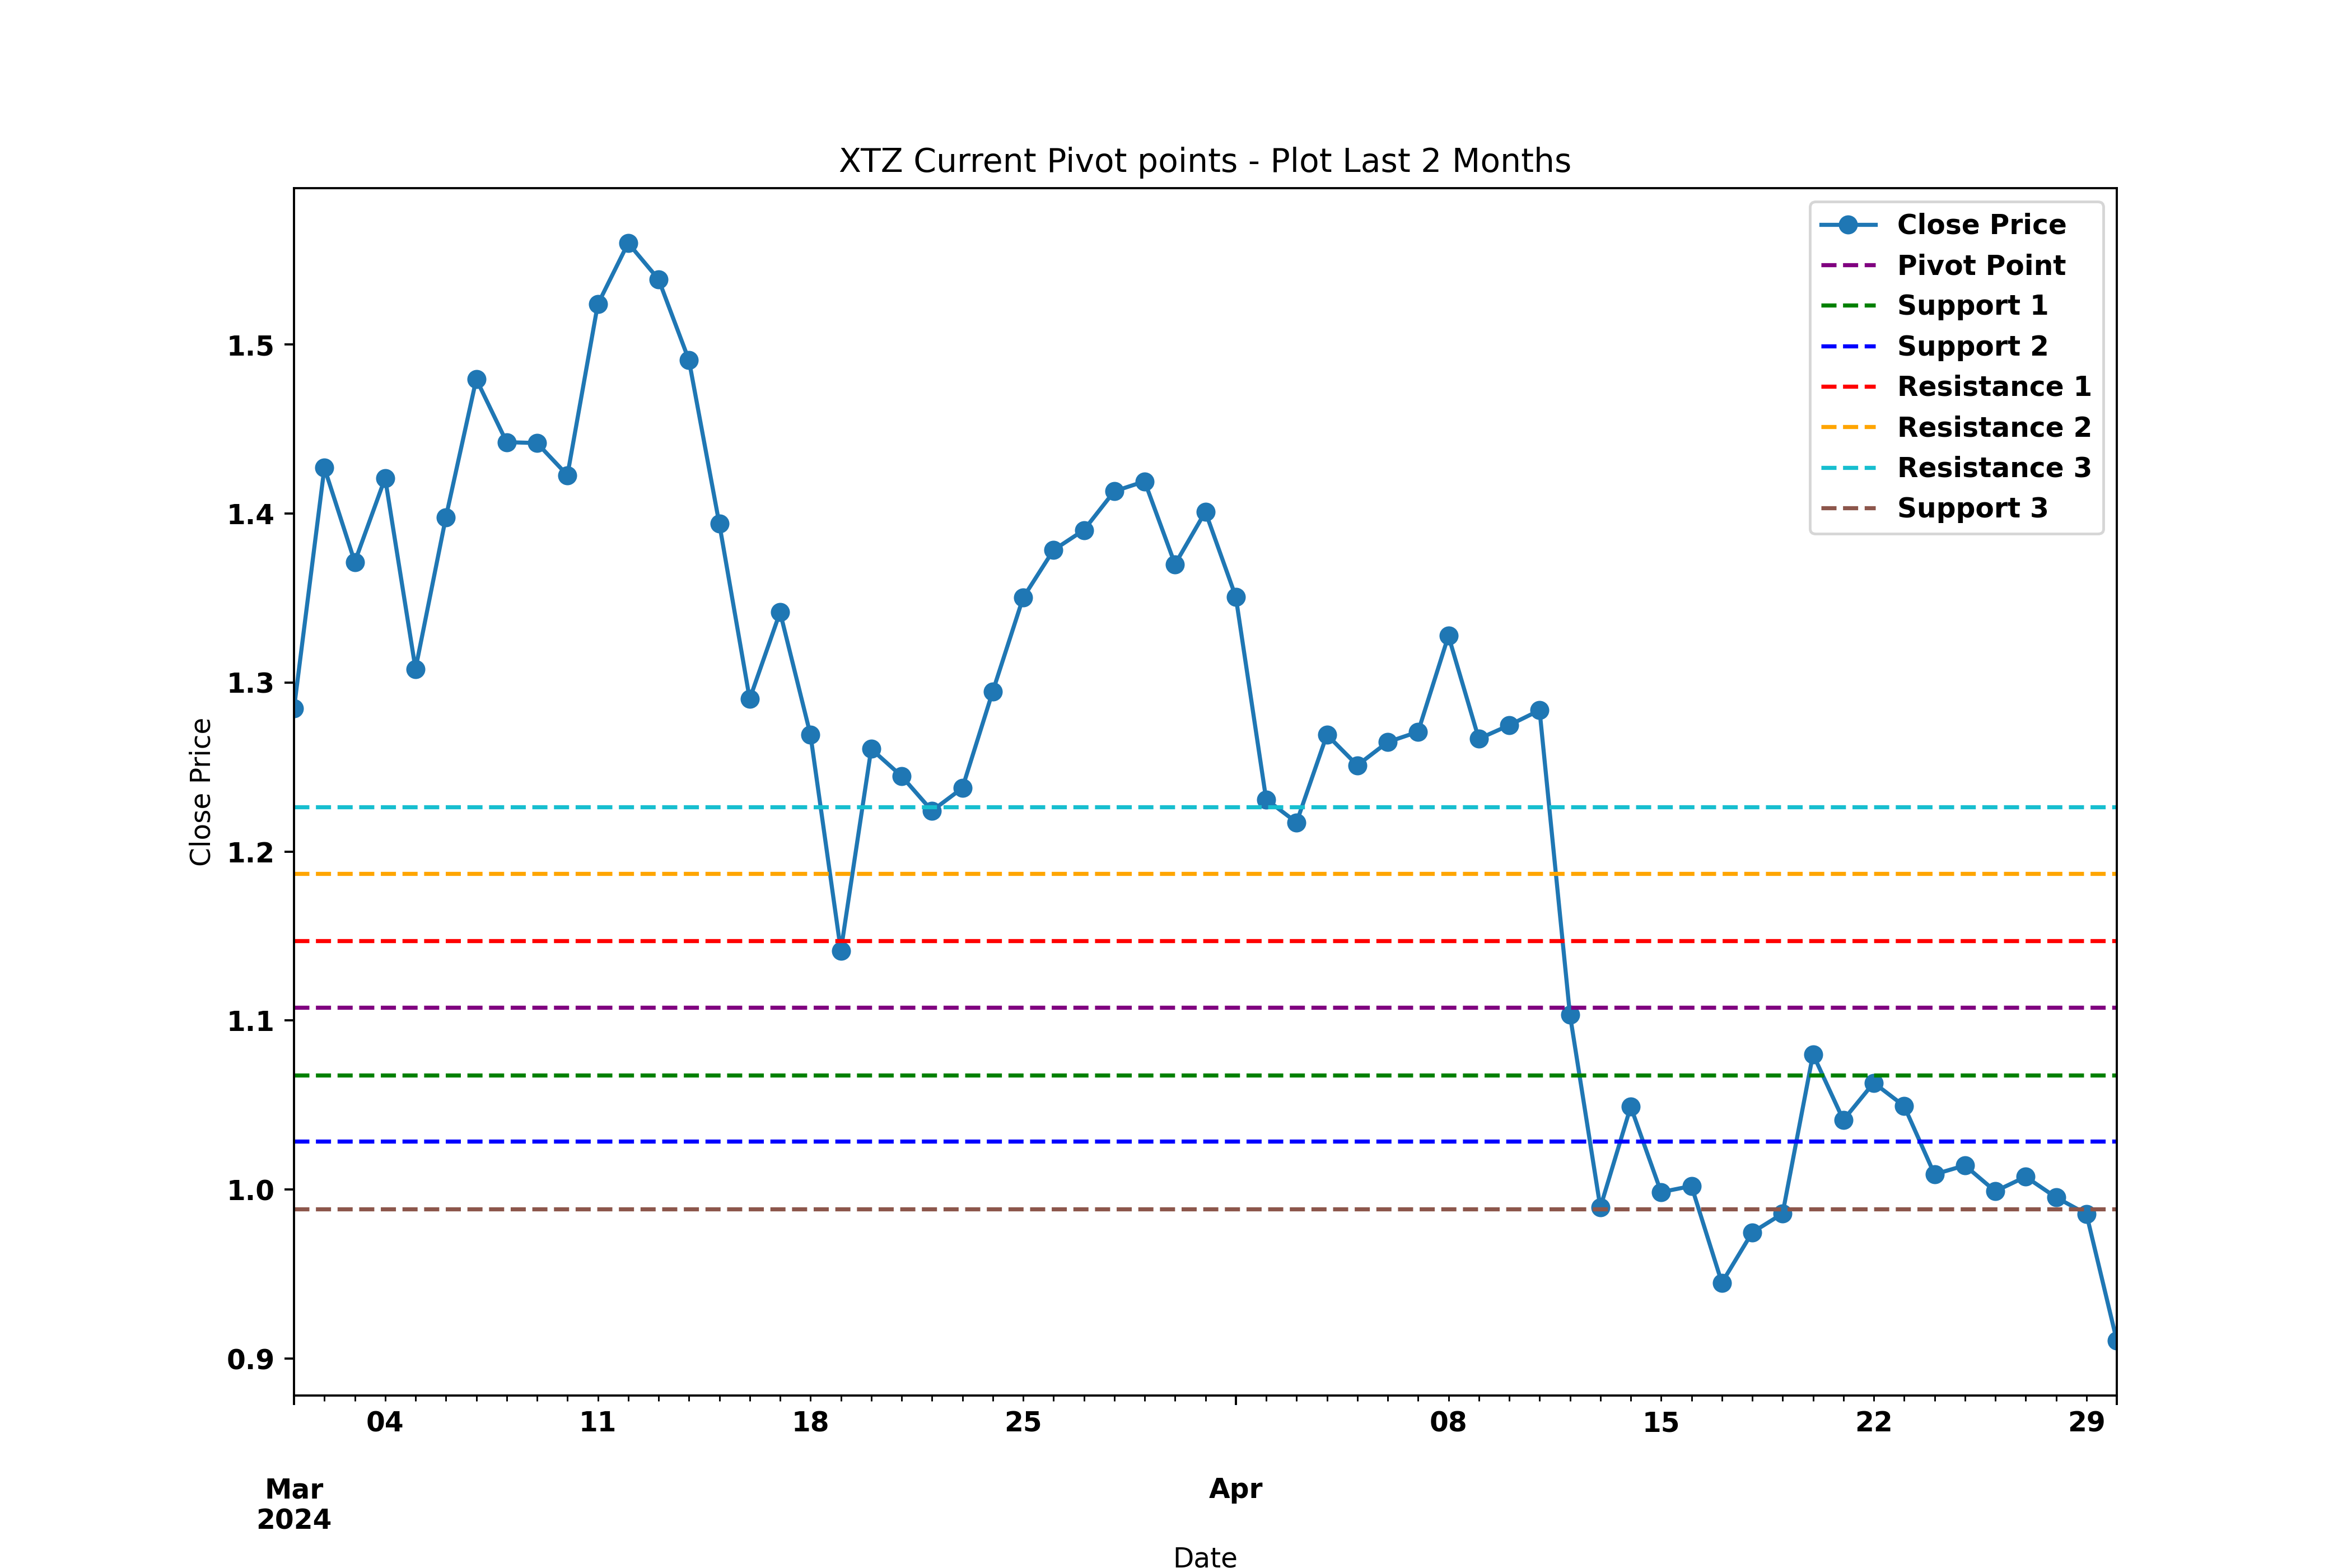 XTZ Current Pivot points - Plot Last 2 Months
Close Price
Pivot Point
Support 1
Support 2
Resistance 1
Resistance 2
Resistance 3
Support 3
Close Price
1.5
1.4
1.3
1.2
1.1
1.0
0.9
04 11 18 25 08 15 22 29
Mar Apr
2024
Date